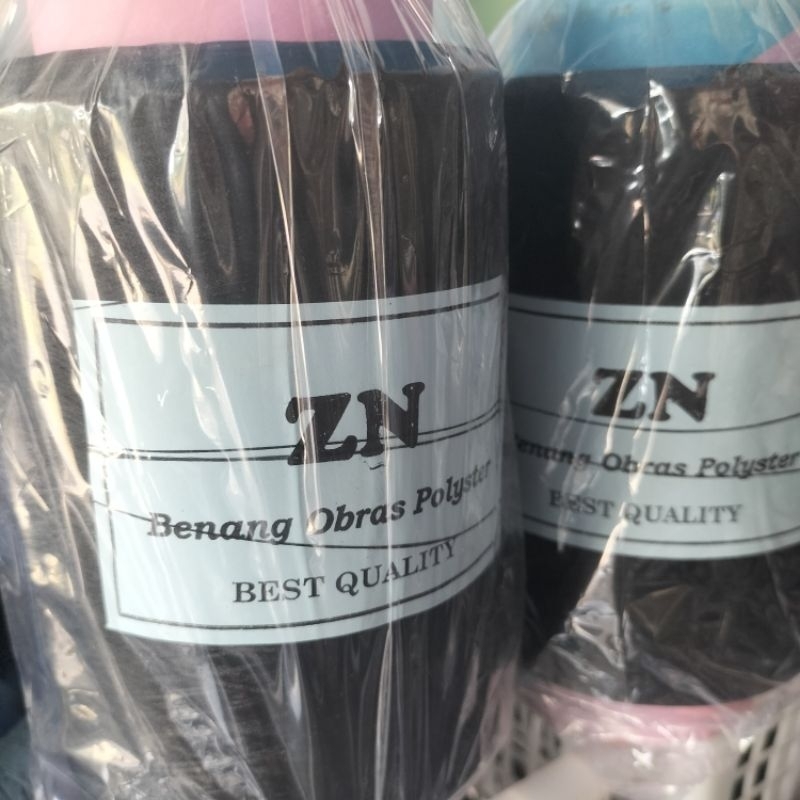 ZN
Benang Obras Polyster
BEST QUALITY
ZN
Benang Obras Polyster
BEST QUALITY